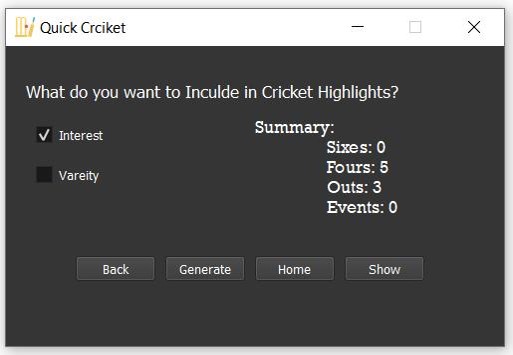 Quick Crciket
What do you want to Inculde in Cricket Highlights?
Interest
Vareity
Summary:
Sixes: 0
Fours: 5
Outs: 3
Events: 0
Back Generate Home Show